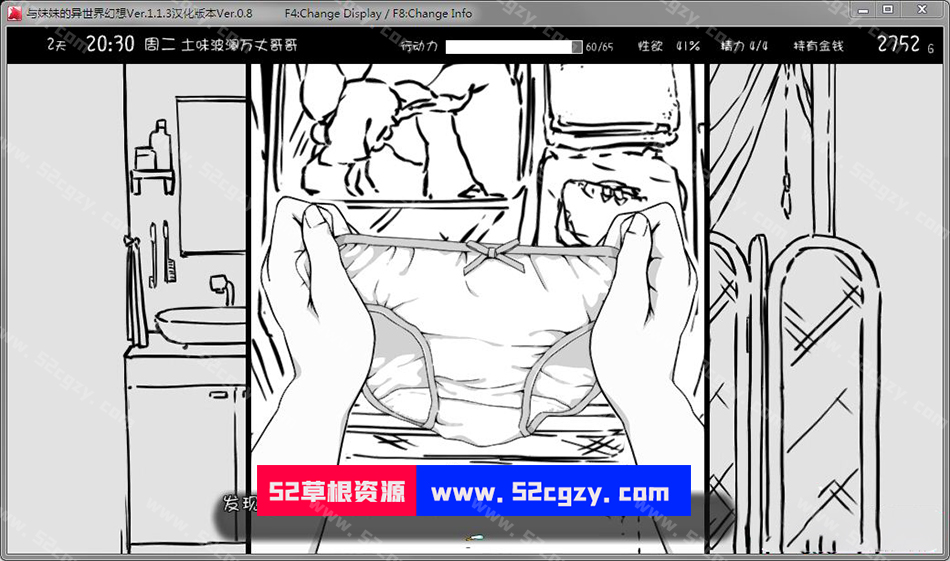 与妹妹的异世界幻想Ver.1.1.3汉化版本Ver.0.8 F4:Change Display / F8:Change Info
2天 20:30 周二 土味波澜万丈哥哥 行动力 60/65 性欲 41% 精力 4/4 持有金钱 2752 G
52草根资源 www.52cgzy.com
发现